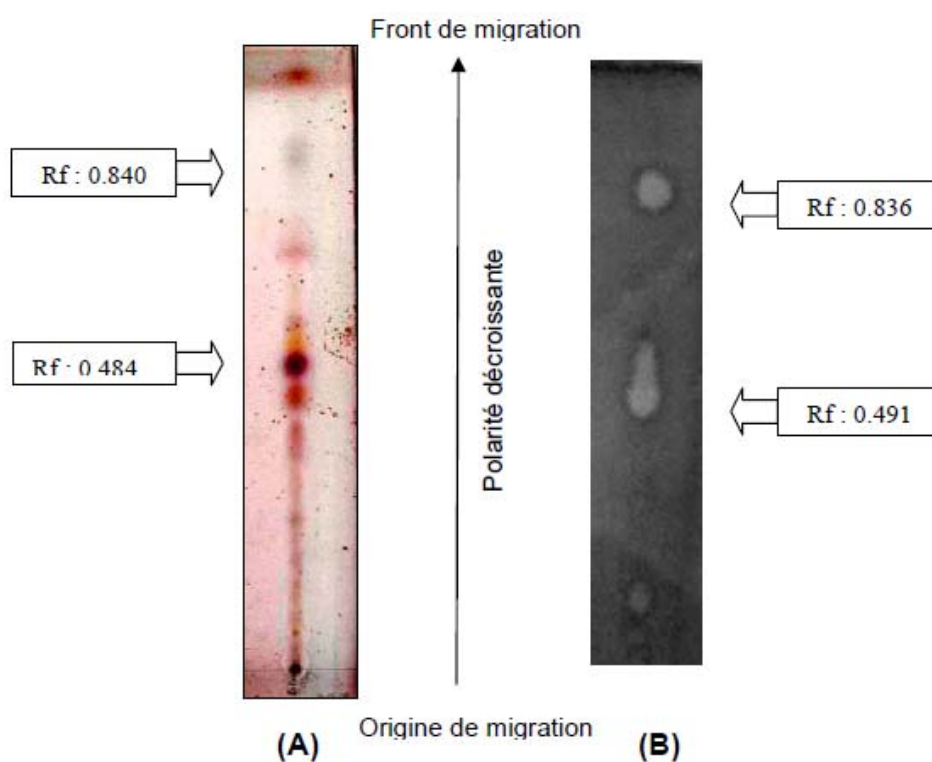 Front de migration
Rf : 0.840
Rf : 0.836
Polarité décroissante
Rf : 0.484
Rf : 0.491
Origine de migration
(A)
(B)